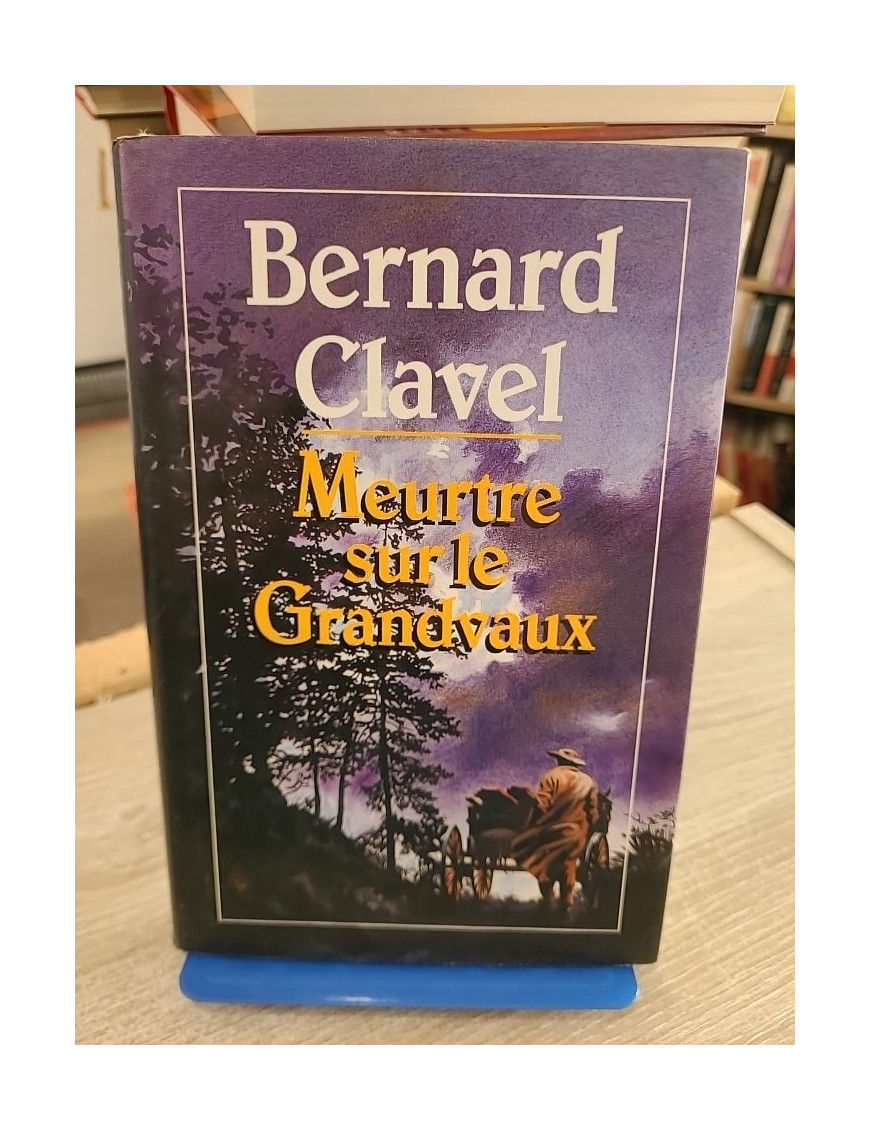 Bernard
Clavel
Meurtre
sur le
Grandvaux